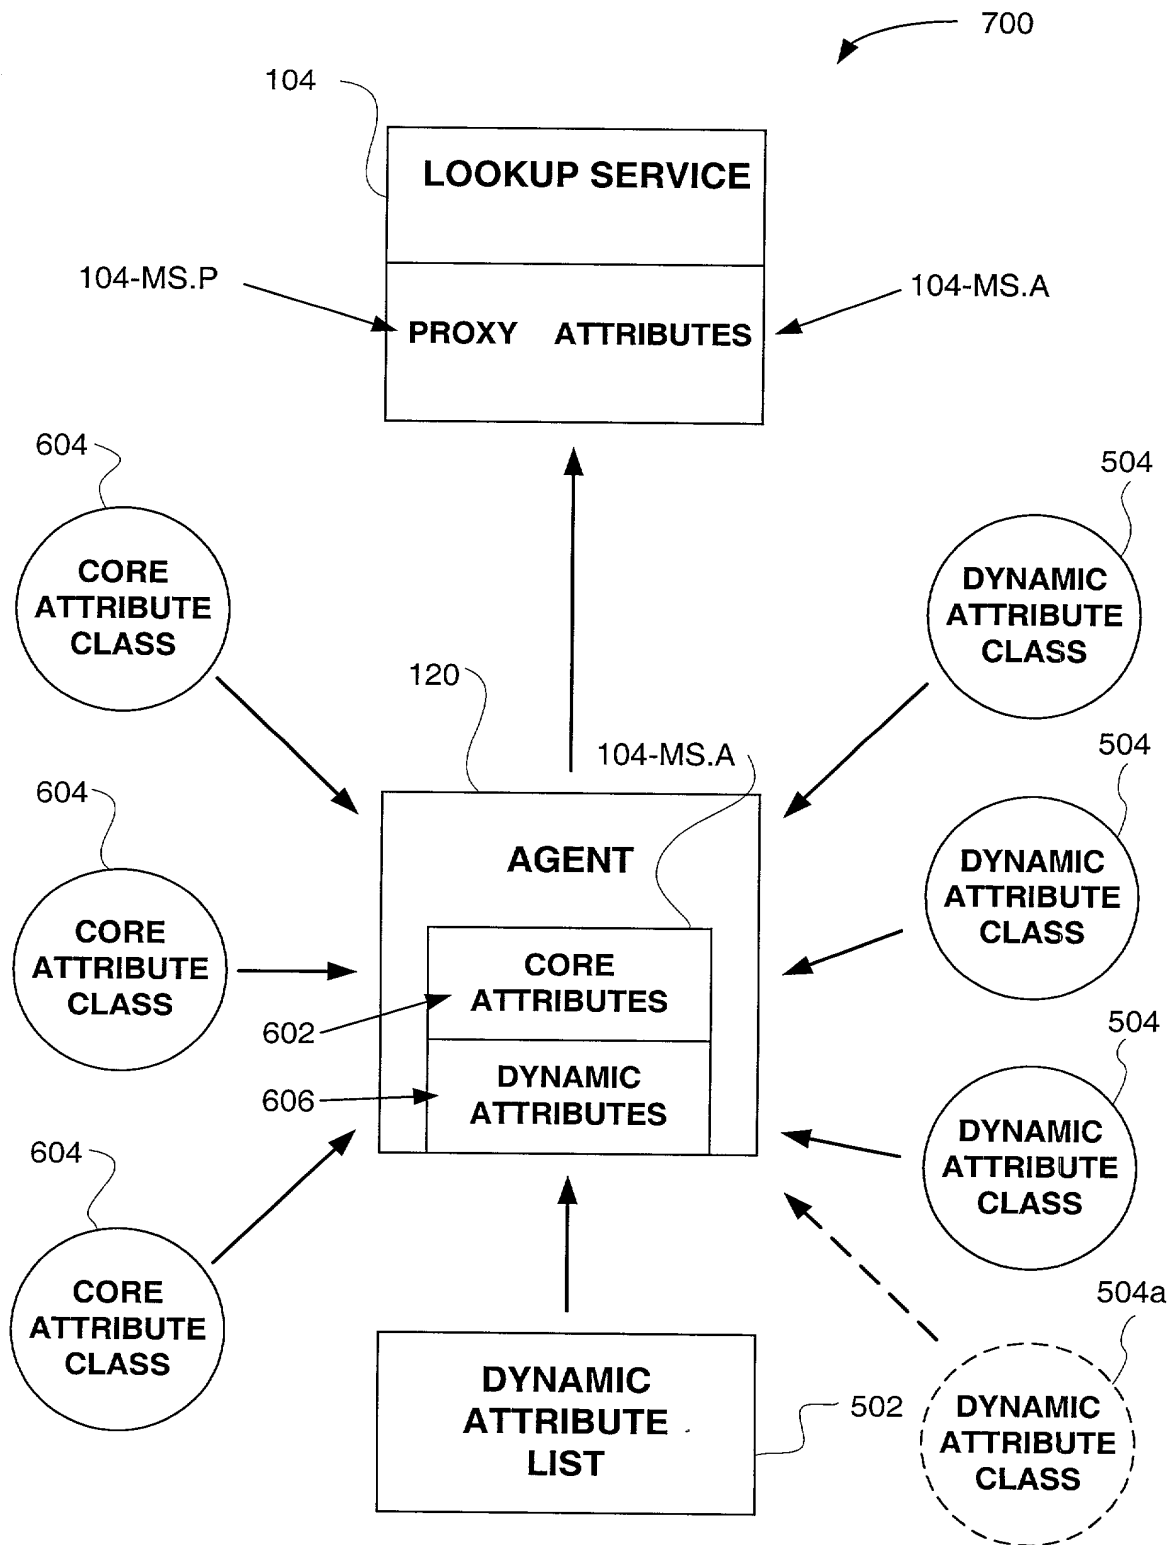 700
104
LOOKUP SERVICE
104-MS.P
104-MS.A
PROXY ATTRIBUTES
604
CORE
ATTRIBUTE
CLASS
504
DYNAMIC
ATTRIBUTE
CLASS
120
104-MS.A
604
CORE
ATTRIBUTE
CLASS
504
DYNAMIC
ATTRIBUTE
CLASS
AGENT
CORE
ATTRIBUTES
602
DYNAMIC
ATTRIBUTES
606
504
DYNAMIC
ATTRIBUTE
CLASS
604
CORE
ATTRIBUTE
CLASS
DYNAMIC
ATTRIBUTE
LIST
502
504a
DYNAMIC
ATTRIBUTE
CLASS